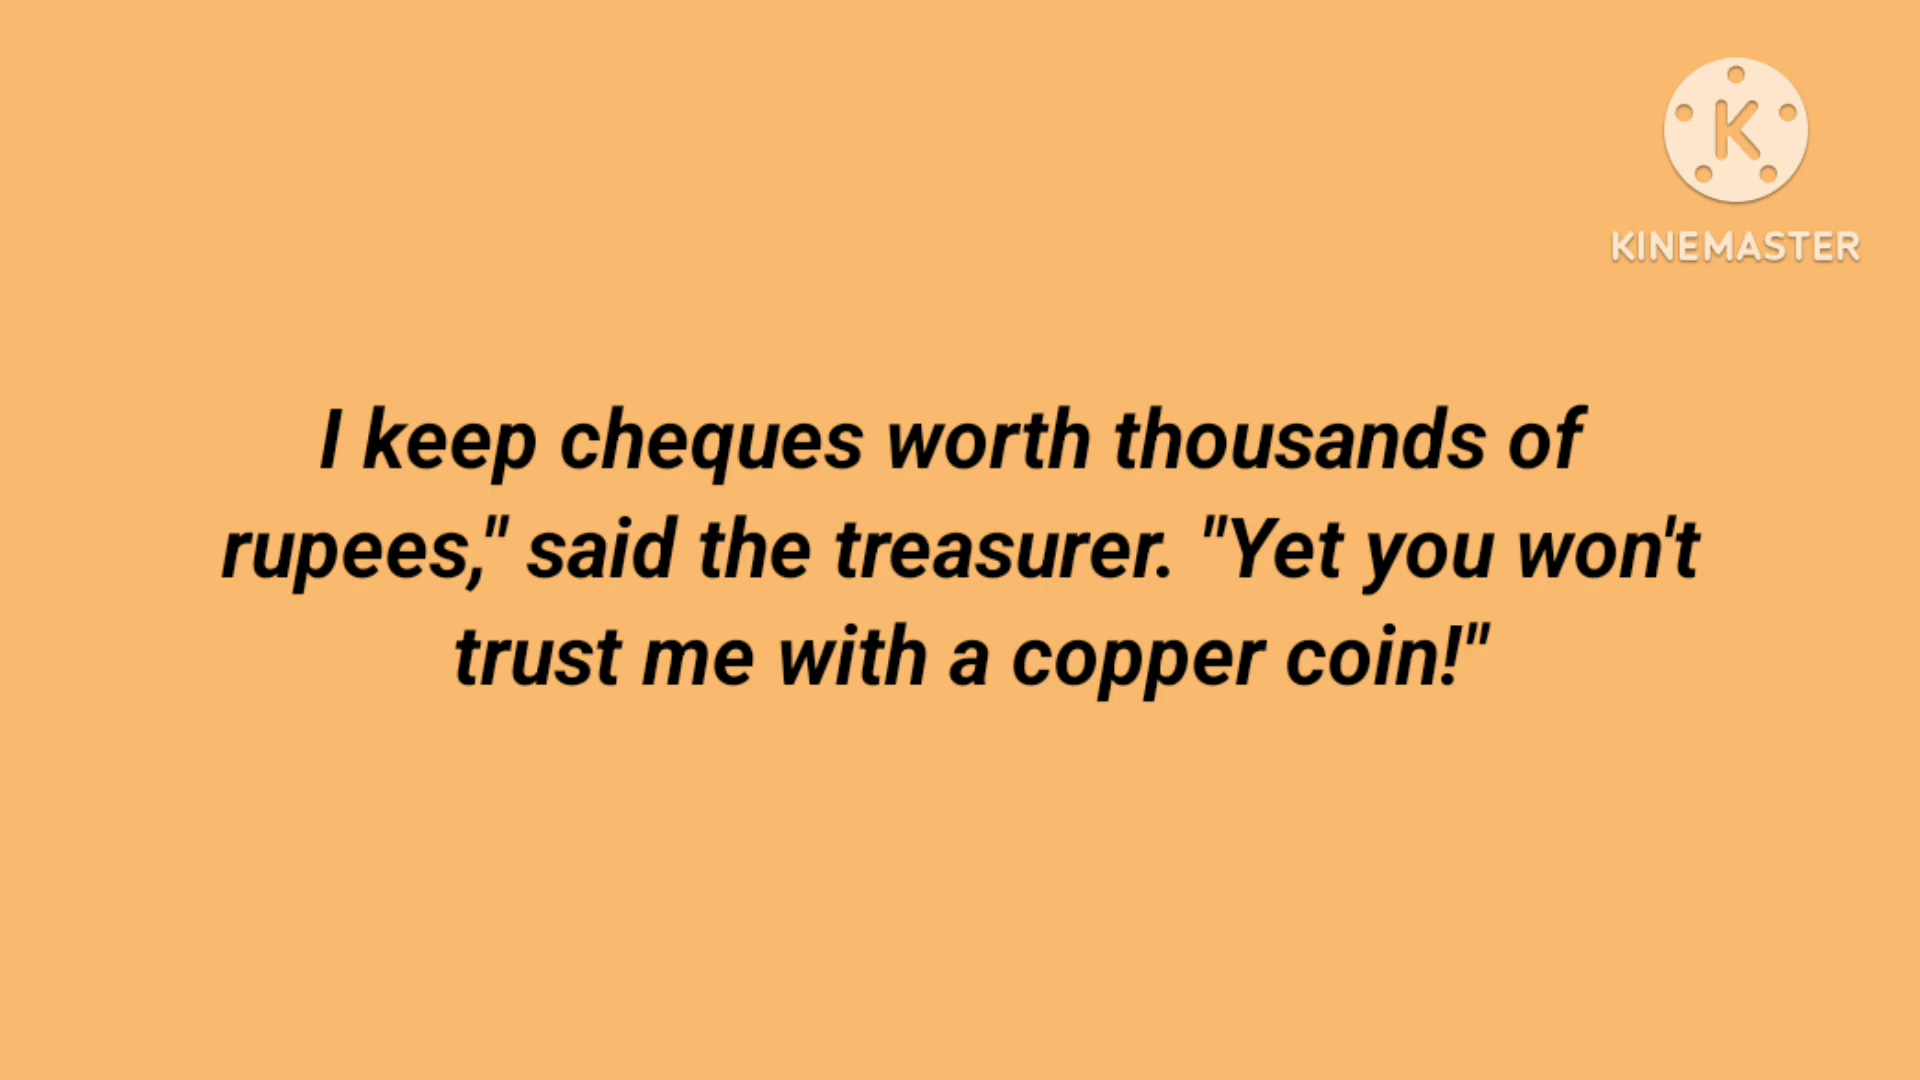 K
KINEMASTER
I keep cheques worth thousands of
rupees," said the treasurer. "Yet you won't
trust me with a copper coin!"